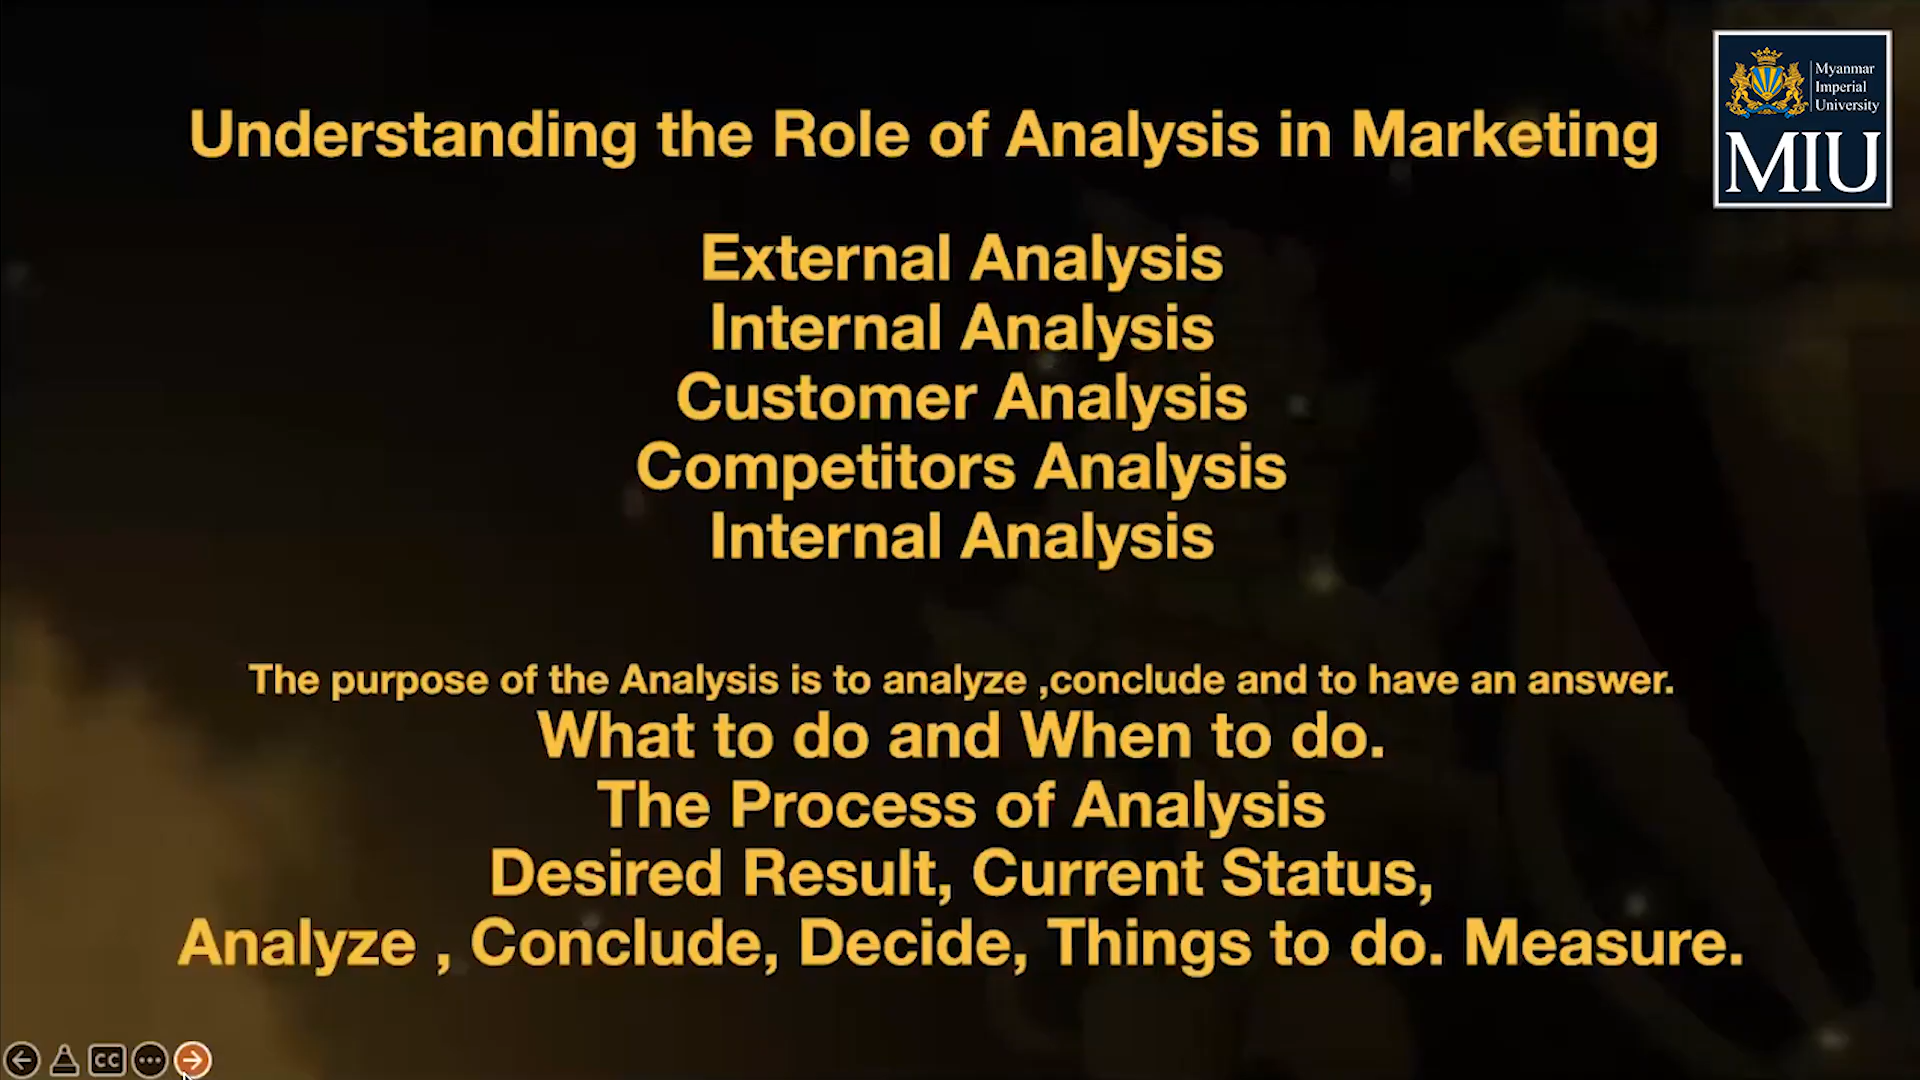 Understanding the Role of Analysis in Marketing
Myanmar
Imperial
University
MIU
External Analysis
Internal Analysis
Customer Analysis
Competitors Analysis
Internal Analysis
The purpose of the Analysis is to analyze ,conclude and to have an answer.
What to do and When to do.
The Process of Analysis
Desired Result, Current Status,
Analyze , Conclude, Decide, Things to do. Measure.
CC